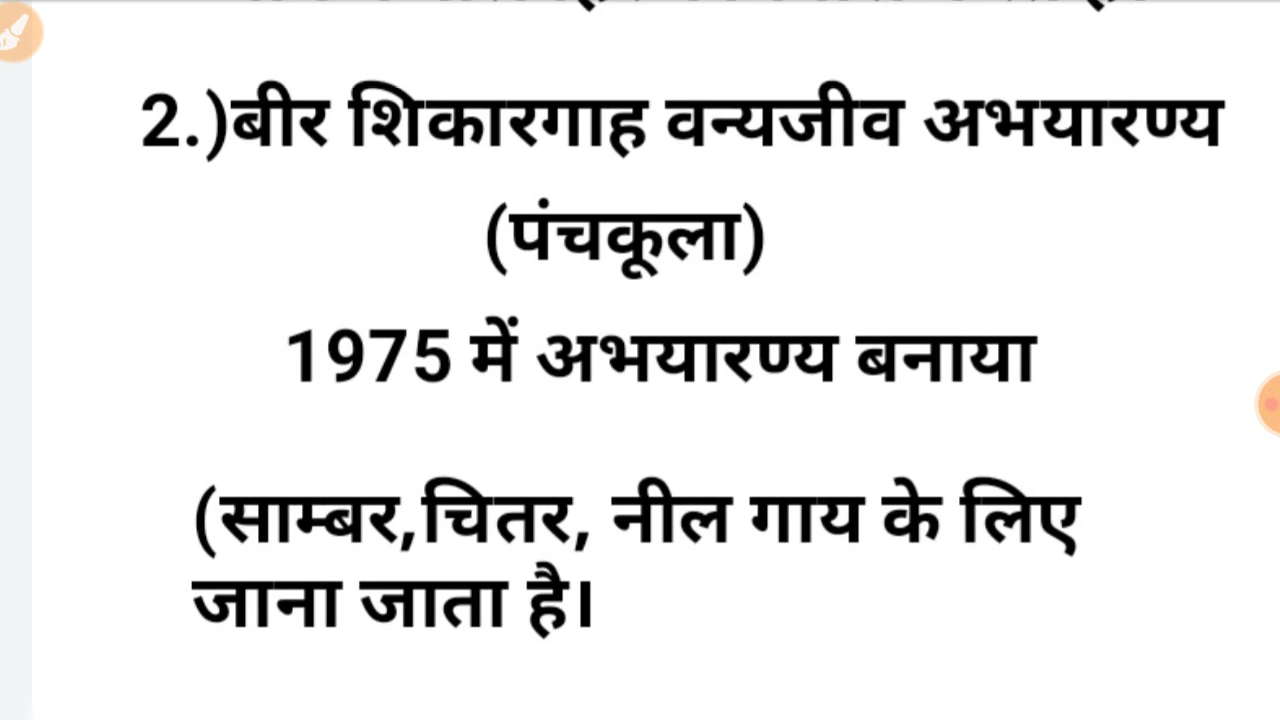 2.)बीर शिकारगाह वन्यजीव अभयारण्य
(पंचकूला)
1975 में अभयारण्य बनाया
(साम्बर,चितर, नील गाय के लिए
जाना जाता है।